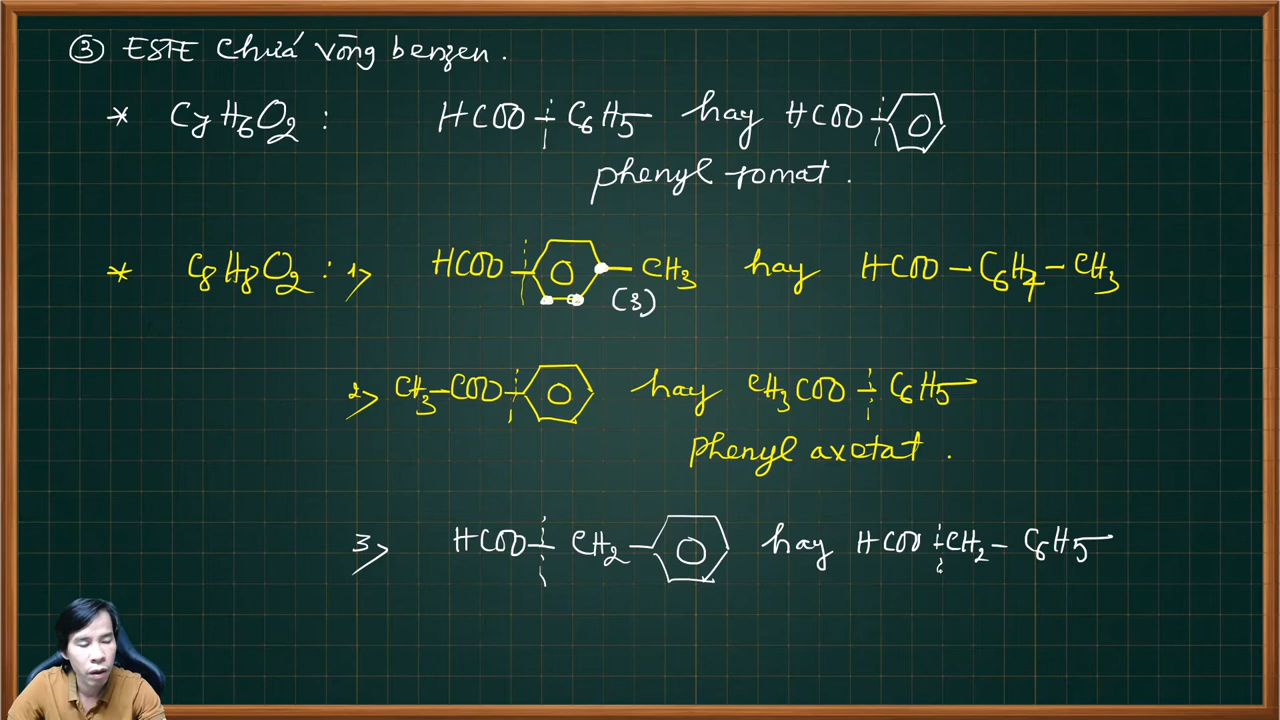 ③ ESTE chứa vòng benzen.
* C7H6O2 : HCOO–C6H5 hay HCOO–
phenyl fomat.
* C8H8O2 : 1> HCOO– –CH3 hay HCOO–C6H4–CH3
(3)
2> CH3–COO– hay CH3COO–C6H5
phenyl axetat.
3> HCOO–CH2– hay HCOO–CH2–C6H5